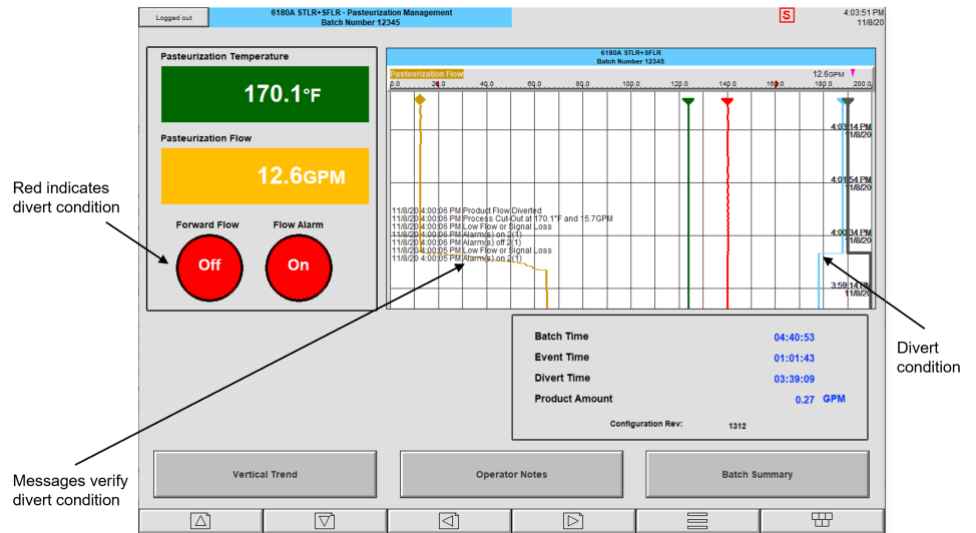 Logged out
6180A STLR+SFLR - Pasteurization Management
Batch Number 12345
S
4:03:51 PM
11/8/20
Pasteurization Temperature
170.1°F
Pasteurization Flow
12.6GPM
Forward Flow
Flow Alarm
Off
On
6180A STLR+SFLR
Batch Number 12345
Pasteurization Flow
12.6GPM
0.0 20.0 40.0 60.0 80.0 100.0 120.0 140.0 160.0 180.0 200.0
4:03:14 PM
11/8/20
4:01:54 PM
11/8/20
4:00:34 PM
11/8/20
3:59:14 PM
11/8/20
11/8/20 4:00:06 PM Product Flow Diverted
11/8/20 4:00:06 PM Process Cut-Out at 170.1°F and 15.7GPM
11/8/20 4:00:06 PM Low Flow or Signal Loss
11/8/20 4:00:06 PM Alarm(s) on 2(1)
11/8/20 4:00:06 PM Alarm(s) off 2(1)
11/8/20 4:00:05 PM Low Flow or Signal Loss
11/8/20 4:00:05 PM Alarm(s) on 2(1)
Batch Time 04:40:53
Event Time 01:01:43
Divert Time 03:39:09
Product Amount 0.27 GPM
Configuration Rev: 1312
Vertical Trend
Operator Notes
Batch Summary
Red indicates
divert condition
Divert
condition
Messages verify
divert condition